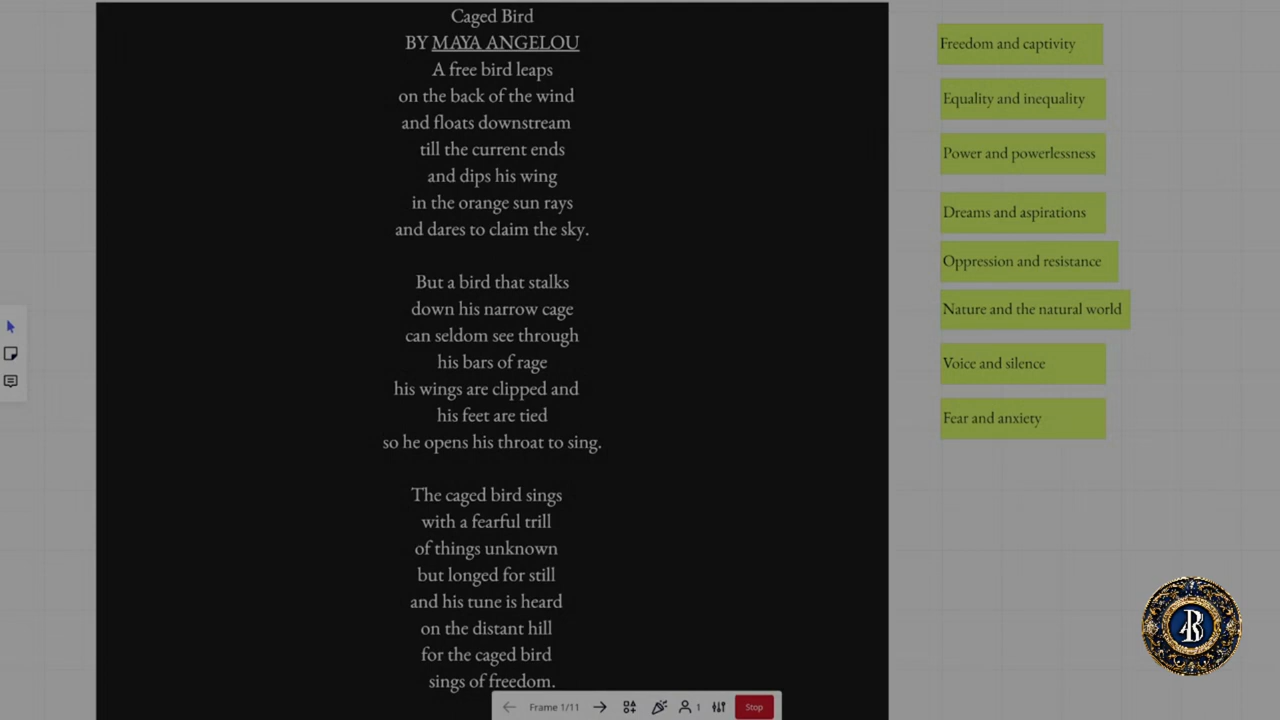 Caged Bird
BY MAYA ANGELOU
A free bird leaps
on the back of the wind
and floats downstream
till the current ends
and dips his wing
in the orange sun rays
and dares to claim the sky.
But a bird that stalks
down his narrow cage
can seldom see through
his bars of rage
his wings are clipped and
his feet are tied
so he opens his throat to sing.
The caged bird sings
with a fearful trill
of things unknown
but longed for still
and his tune is heard
on the distant hill
for the caged bird
sings of freedom.
Freedom and captivity
Equality and inequality
Power and powerlessness
Dreams and aspirations
Oppression and resistance
Nature and the natural world
Voice and silence
Fear and anxiety
Frame 1/11
1
Stop